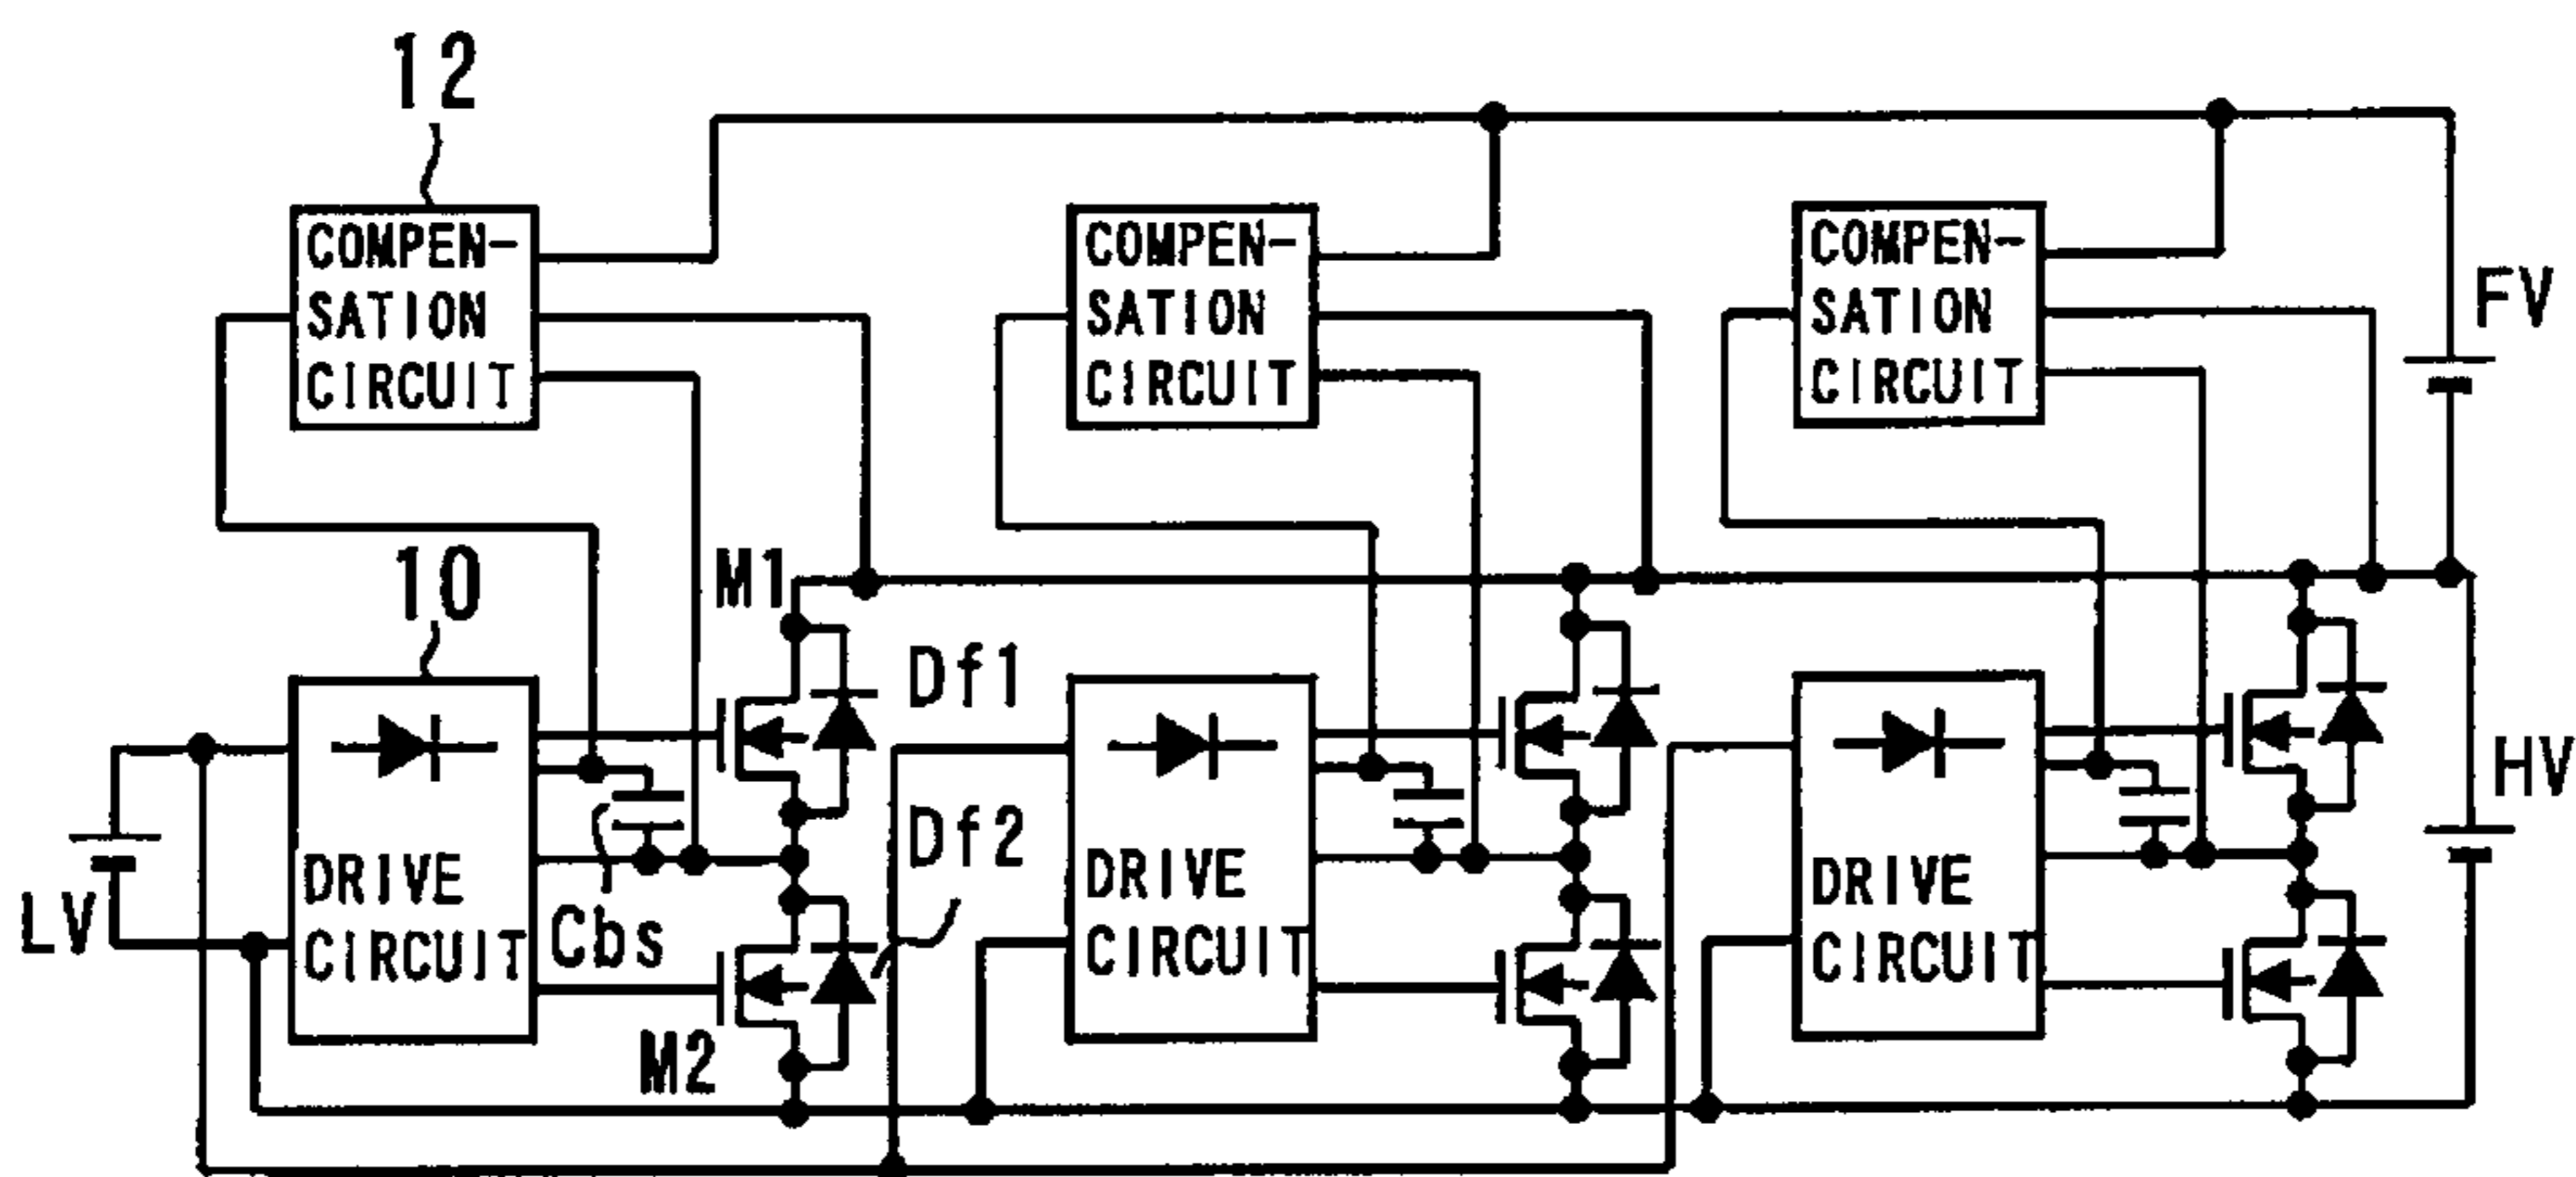 12
COMPEN-
SATION
CIRCUIT
COMPEN-
SATION
CIRCUIT
COMPEN-
SATION
CIRCUIT
FV
10
M1
Df1
HV
Df2
LV
DRIVE
CIRCUIT
Cbs
DRIVE
CIRCUIT
DRIVE
CIRCUIT
M2